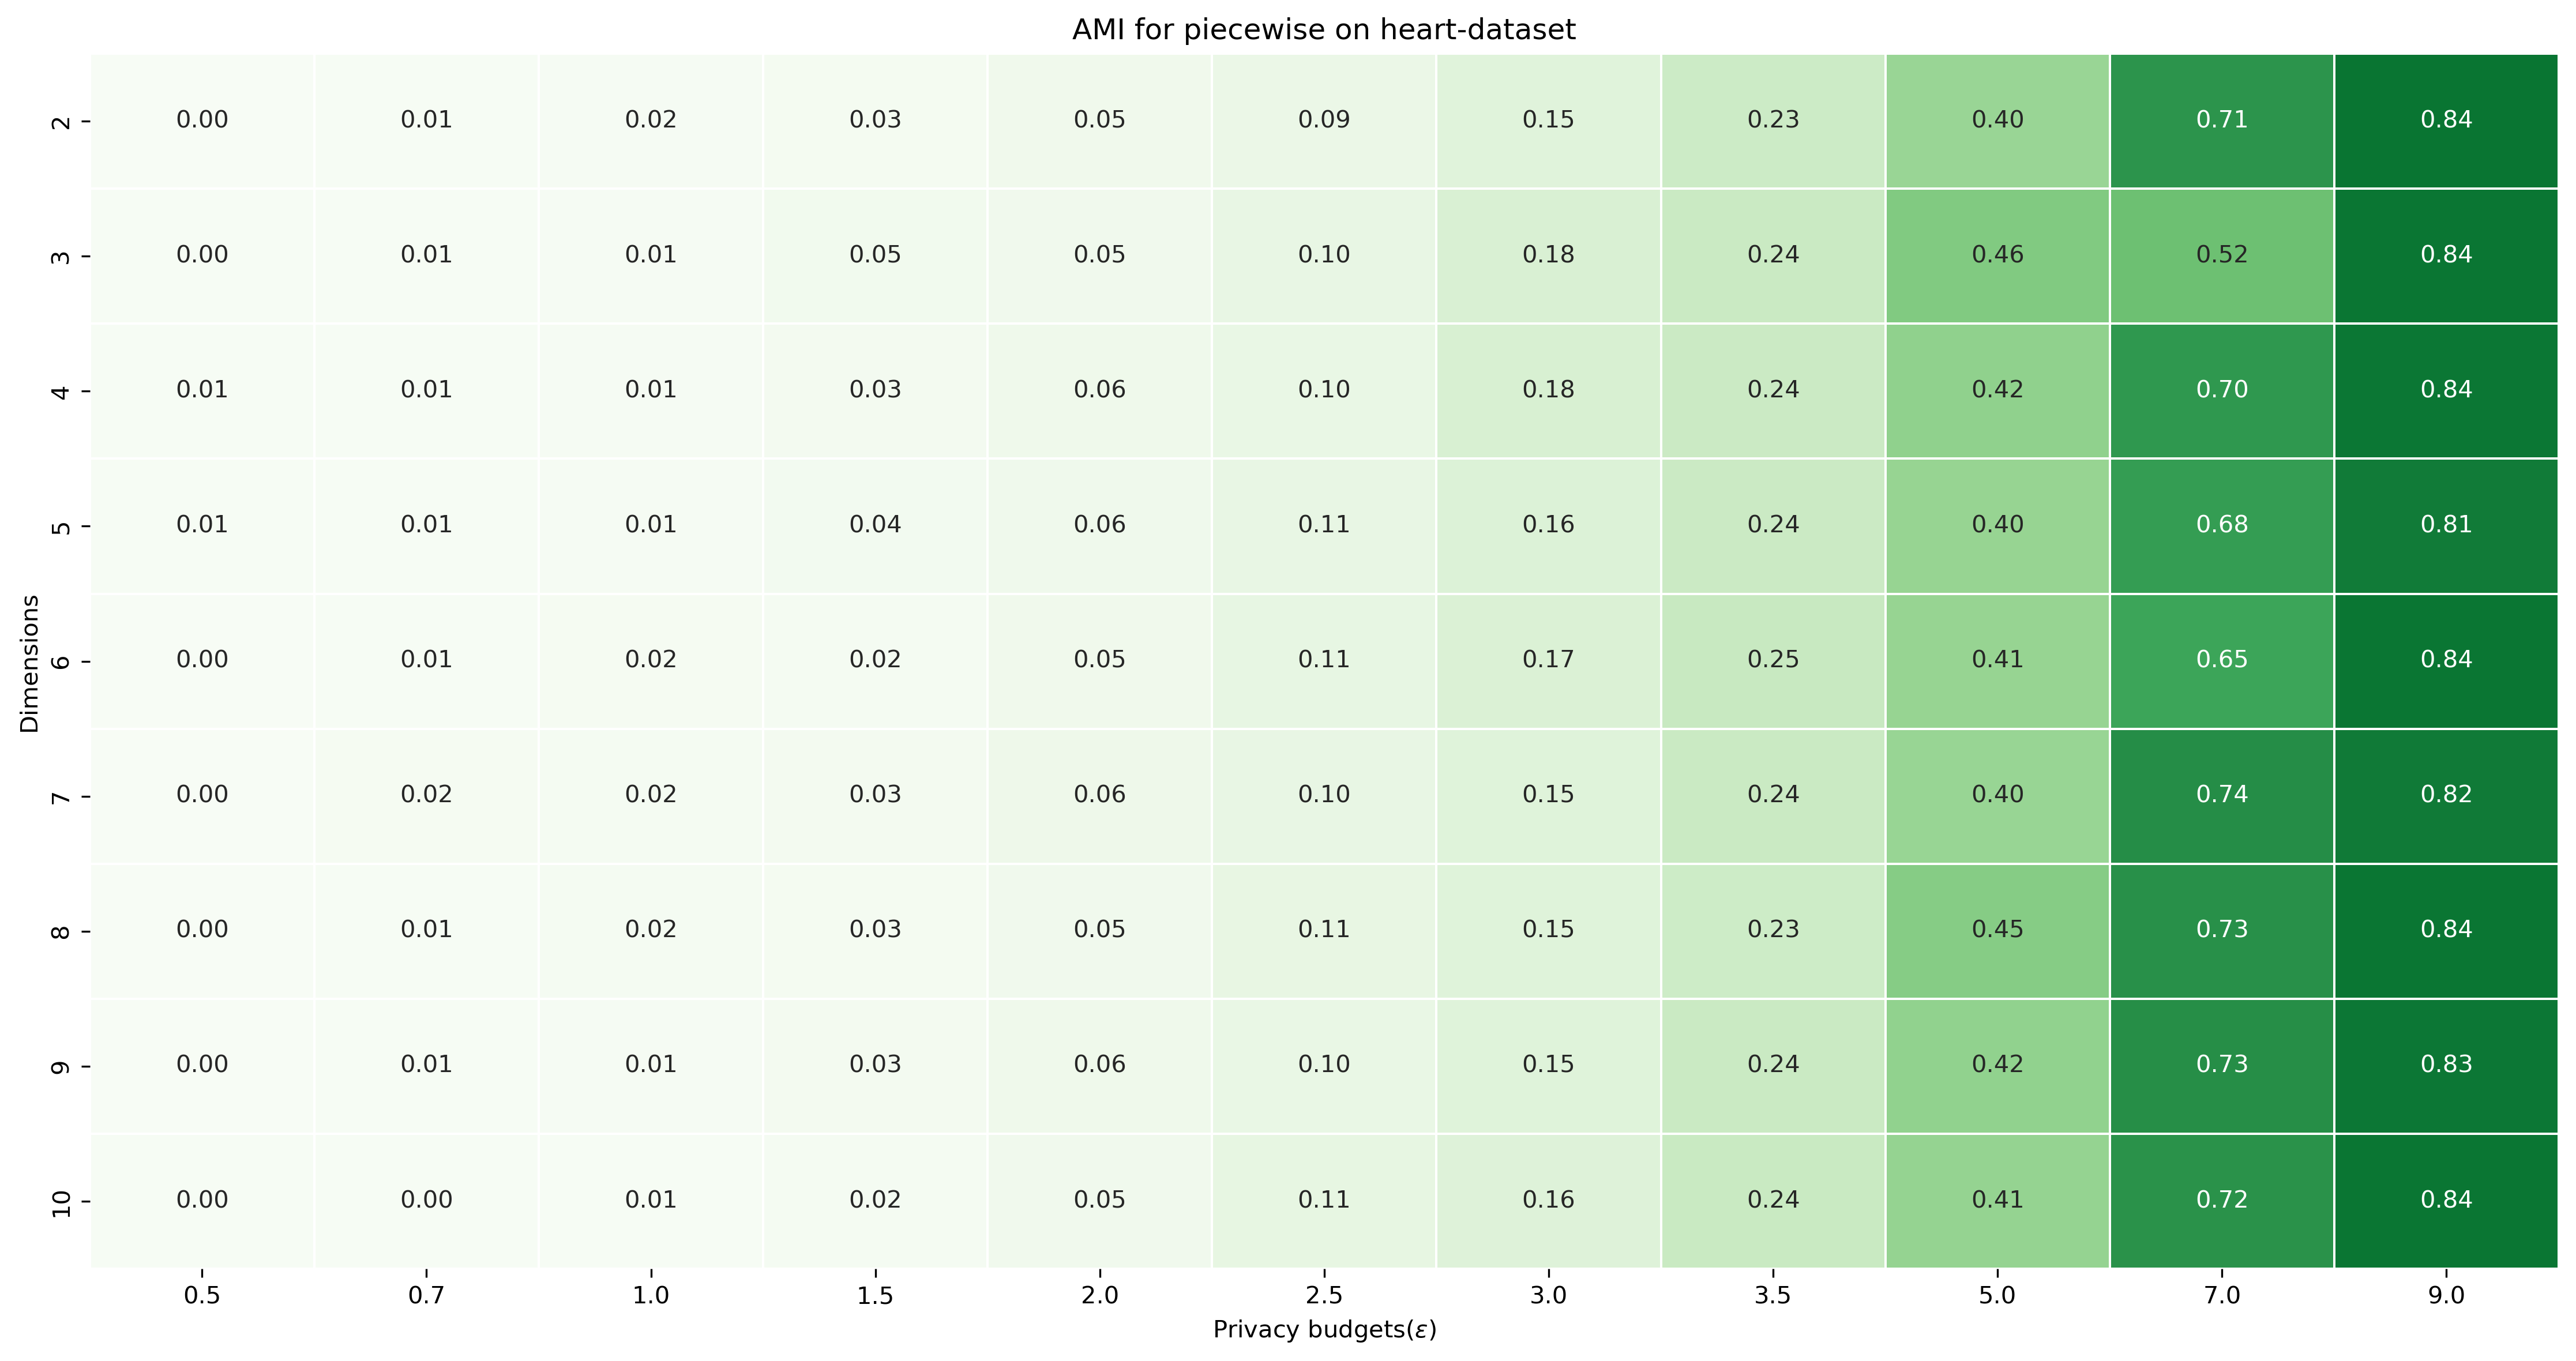 AMI for piecewise on heart-dataset
2 0.00 0.01 0.02 0.03 0.05 0.09 0.15 0.23 0.40 0.71 0.84
3 0.00 0.01 0.01 0.05 0.05 0.10 0.18 0.24 0.46 0.52 0.84
4 0.01 0.01 0.01 0.03 0.06 0.10 0.18 0.24 0.42 0.70 0.84
5 0.01 0.01 0.01 0.04 0.06 0.11 0.16 0.24 0.40 0.68 0.81
Dimensions
6 0.00 0.01 0.02 0.02 0.05 0.11 0.17 0.25 0.41 0.65 0.84
7 0.00 0.02 0.02 0.03 0.06 0.10 0.15 0.24 0.40 0.74 0.82
8 0.00 0.01 0.02 0.03 0.05 0.11 0.15 0.23 0.45 0.73 0.84
9 0.00 0.01 0.01 0.03 0.06 0.10 0.15 0.24 0.42 0.73 0.83
10 0.00 0.00 0.01 0.02 0.05 0.11 0.16 0.24 0.41 0.72 0.84
0.5 0.7 1.0 1.5 2.0 2.5 3.0 3.5 5.0 7.0 9.0
Privacy budgets(ε)